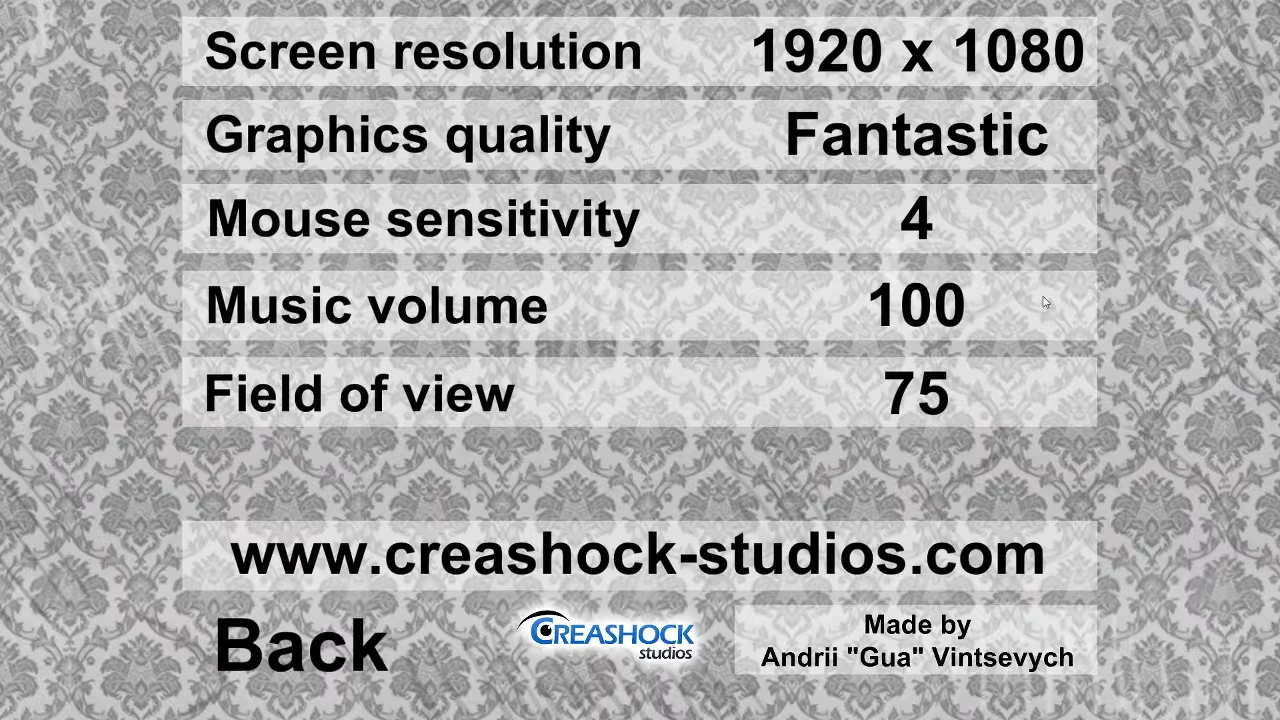 Screen resolution 1920 x 1080
Graphics quality Fantastic
Mouse sensitivity 4
Music volume 100
Field of view 75
www.creashock-studios.com
Back
CREASHOCK
studios
Made by
Andrii "Gua" Vintsevych